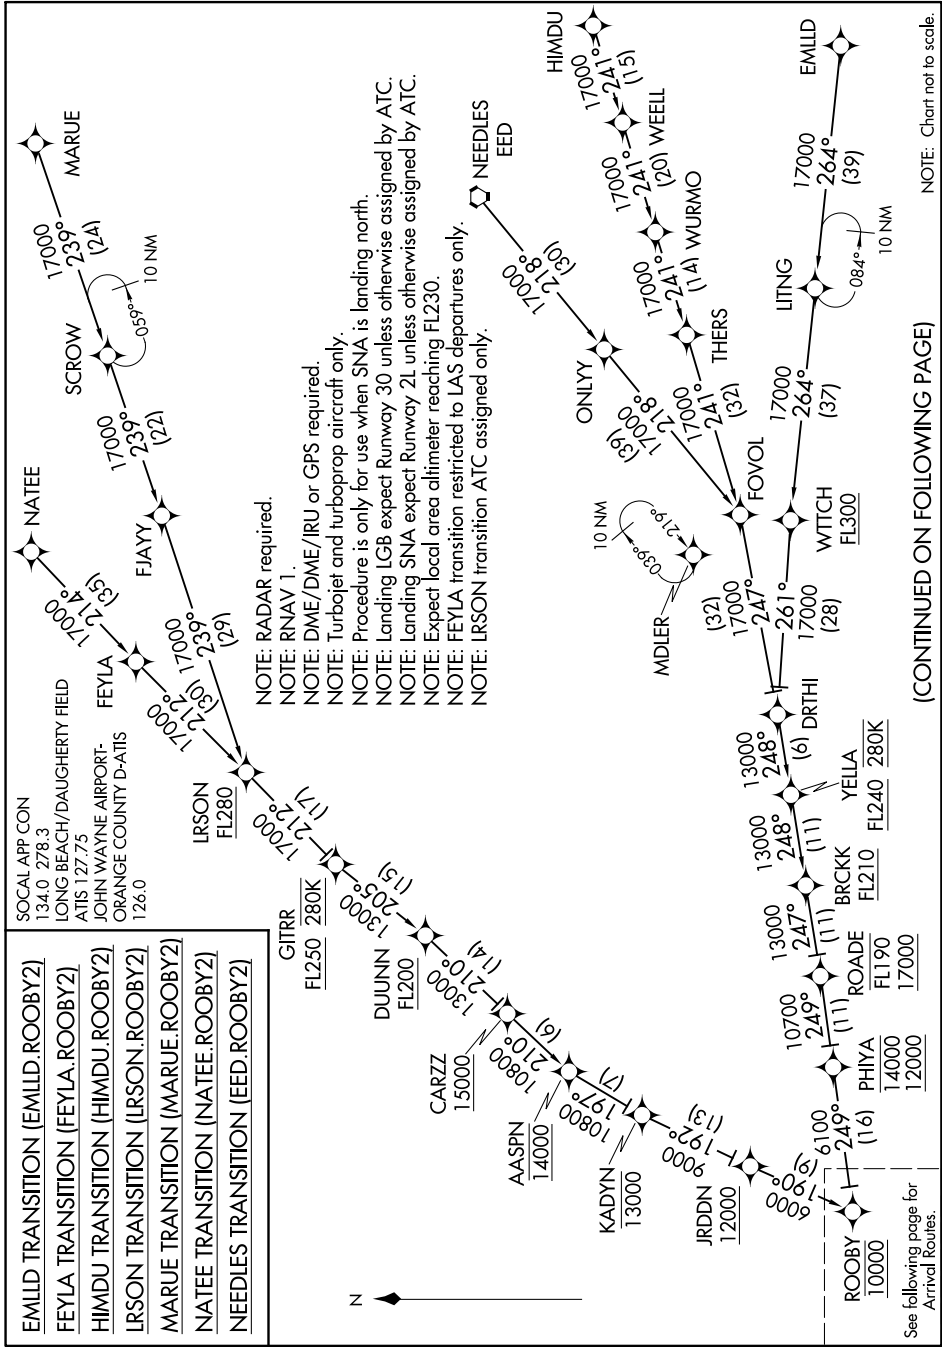 EMLLD TRANSITION (EMLLD.ROOBY2)
FEYLA TRANSITION (FEYLA.ROOBY2)
HIMDU TRANSITION (HIMDU.ROOBY2)
LRSON TRANSITION (LRSON.ROOBY2)
MARUE TRANSITION (MARUE.ROOBY2)
NATEE TRANSITION (NATEE.ROOBY2)
NEEDLES TRANSITION (EED.ROOBY2)
SOCAL APP CON
134.0 278.3
LONG BEACH/DAUGHERTY FIELD
ATIS 127.75
JOHN WAYNE AIRPORT-
ORANGE COUNTY D-ATIS
126.0
NATEE
17000
214°
(35)
FEYLA
17000
212°
(30)
MARUE
17000
239°
(24)
10 NM
059°
SCROW
17000
239°
(22)
FJAYY
17000
239°
(29)
LRSON
FL280
17000
212°
(17)
GITRR
FL250 280K
13000
205°
(15)
DUUNN
FL200
13000
210°
(14)
CARZZ
15000
10800
210°
(6)
AASPN
14000
10800
197°
(7)
KADYN
13000
9000
192°
(13)
JRDDN
12000
6000
190°
(9)
ROOBY
10000
See following page for
Arrival Routes.
N
NOTE: RADAR required.
NOTE: RNAV 1.
NOTE: DME/DME/IRU or GPS required.
NOTE: Turbojet and turboprop aircraft only.
NOTE: Procedure is only for use when SNA is landing north.
NOTE: Landing LGB expect Runway 30 unless otherwise assigned by ATC.
NOTE: Landing SNA expect Runway 2L unless otherwise assigned by ATC.
NOTE: Expect local area altimeter reaching FL230.
NOTE: FEYLA transition restricted to LAS departures only.
NOTE: LRSON transition ATC assigned only.
NEEDLES
EED
17000
218°
(30)
ONLYY
17000
218°
(39)
HIMDU
17000
241°
(15)
WEELL
17000
241°
(20)
WURMO
17000
241°
(14)
THERS
17000
241°
(32)
FOVOL
17000
247°
(32)
MDLER
10 NM
039°
219°
EMLLD
17000
264°
(39)
10 NM
084°
LITNG
17000
264°
(37)
WTTCH
FL300
261°
17000
(28)
DRTHI
13000
248°
(6)
YELLA
FL240 280K
13000
248°
(11)
BRCKK
FL210
13000
247°
(11)
ROADE
FL190
17000
10700
249°
(11)
PHIYA
14000
12000
6100
249°
(16)
(CONTINUED ON FOLLOWING PAGE)
NOTE: Chart not to scale.